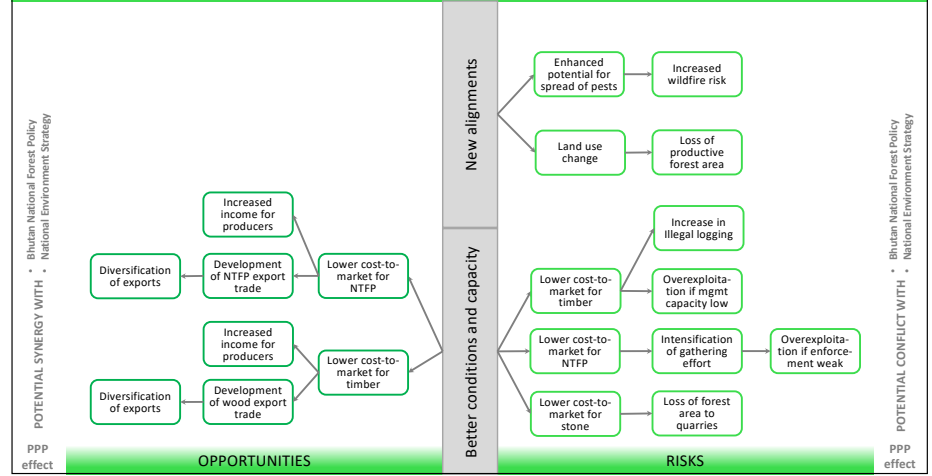 New alignments
Better conditions and capacity
POTENTIAL SYNERGY WITH
• Bhutan National Forest Policy
• National Environment Strategy
PPP
effect
Increased
income for
producers
Diversification
of exports
Development
of NTFP export
trade
Lower cost-to-
market for
NTFP
Increased
income for
producers
Diversification
of exports
Development
of wood export
trade
Lower cost-to-
market for
timber
OPPORTUNITIES
Enhanced
potential for
spread of pests
Increased
wildfire risk
Land use
change
Loss of
productive
forest area
Increase in
Illegal logging
Lower cost-to-
market for
timber
Overexploita-
tion if mgmt
capacity low
Lower cost-to-
market for
NTFP
Intensification
of gathering
effort
Overexploita-
tion if enforce-
ment weak
Lower cost-to-
market for
stone
Loss of forest
area to
quarries
RISKS
POTENTIAL CONFLICT WITH
• Bhutan National Forest Policy
• National Environment Strategy
PPP
effect